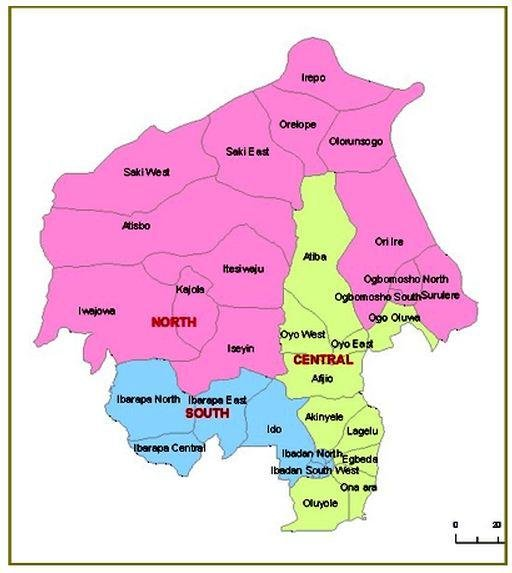 Irepo
Orelope
Olorunsogo
Saki East
Saki West
Atisbo
Ori Ire
Atiba
Itesiwaju
Ogbomosho North
Kajola
Ogbomosho South
Surulere
Iwajowa
Ogo Oluwa
NORTH
Oyo West
Oyo East
Iseyin
CENTRAL
Afijio
Ibarapa North
Ibarapa East
SOUTH
Akinyele
Ido
Lagelu
Ibarapa Central
Ibadan North
Egbeda
Ibadan South West
Ona ara
Oluyole
0 20